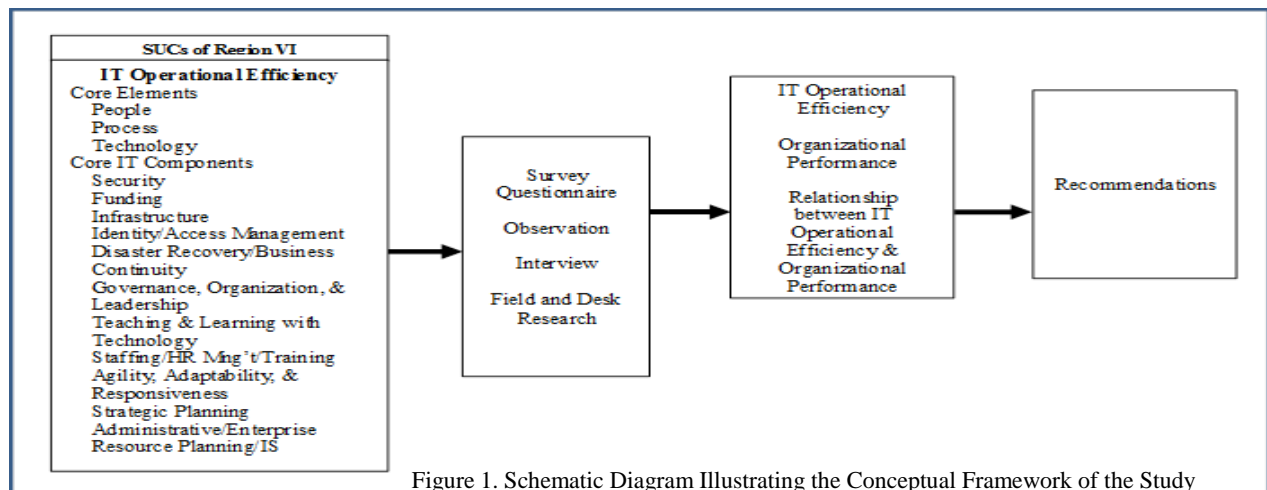 SUCs of Region VI
IT Operational Efficiency
Core Elements
People
Process
Technology
Core IT Components
Security
Funding
Infrastructure
Identity/Access Management
Disaster Recovery/Business
Continuity
Governance, Organization, &
Leadership
Teaching & Learning with
Technology
Staffing/HR Mng't/Training
Agility, Adaptability, &
Responsiveness
Strategic Planning
Administrative/Enterprise
Resource Planning/IS
Survey
Questionnaire
Observation
Interview
Field and Desk
Research
IT Operational
Efficiency
Organizational
Performance
Relationship
between IT
Operational
Efficiency &
Organizational
Performance
Recommendations
Figure 1. Schematic Diagram Illustrating the Conceptual Framework of the Study